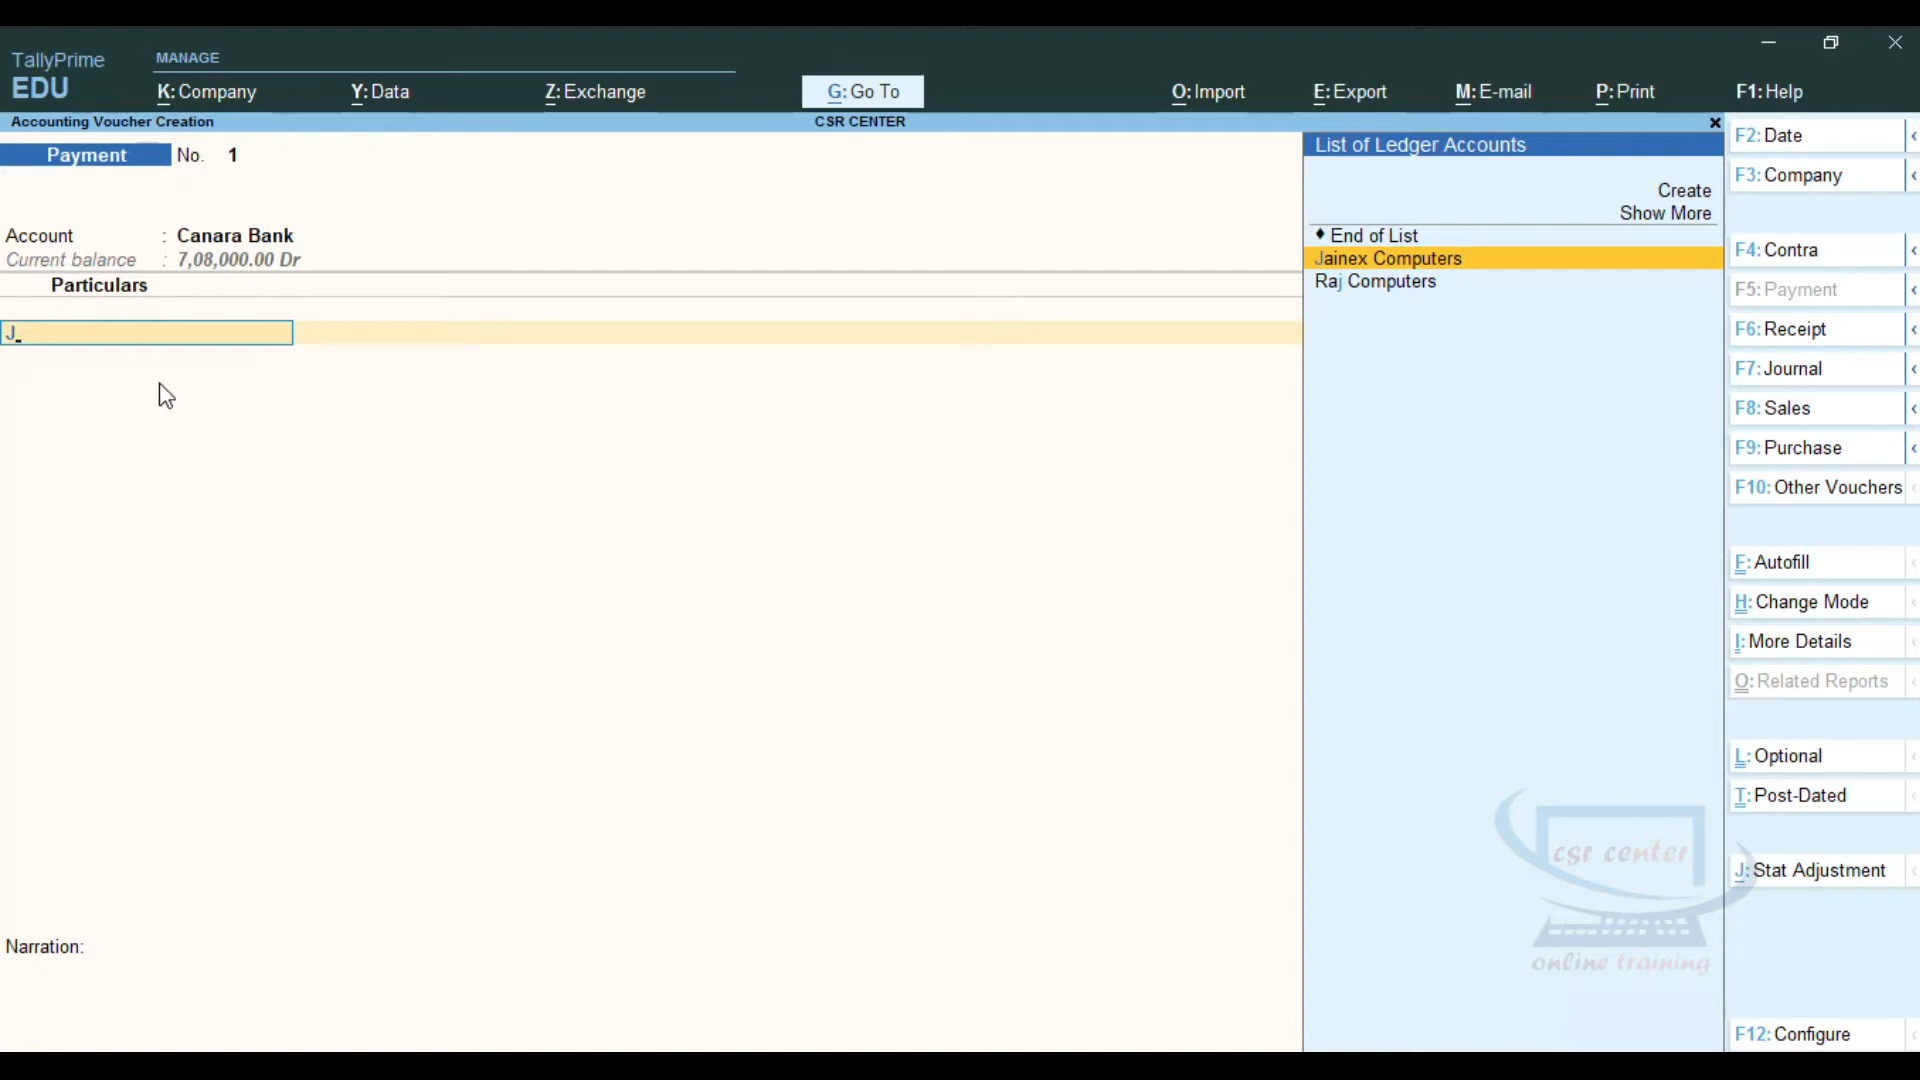 TallyPrime
EDU
MANAGE
K: Company
Y: Data
Z: Exchange
G: Go To
O: Import
E: Export
M: E-mail
P: Print
F1: Help
Accounting Voucher Creation
CSR CENTER
Payment No. 1
Account : Canara Bank
Current balance : 7,08,000.00 Dr
Particulars
J
Narration:
List of Ledger Accounts
Create
Show More
♦ End of List
Jainex Computers
Raj Computers
F2: Date
F3: Company
F4: Contra
F5: Payment
F6: Receipt
F7: Journal
F8: Sales
F9: Purchase
F10: Other Vouchers
F: Autofill
H: Change Mode
I: More Details
O: Related Reports
L: Optional
T: Post-Dated
J: Stat Adjustment
F12: Configure
csr center
online training